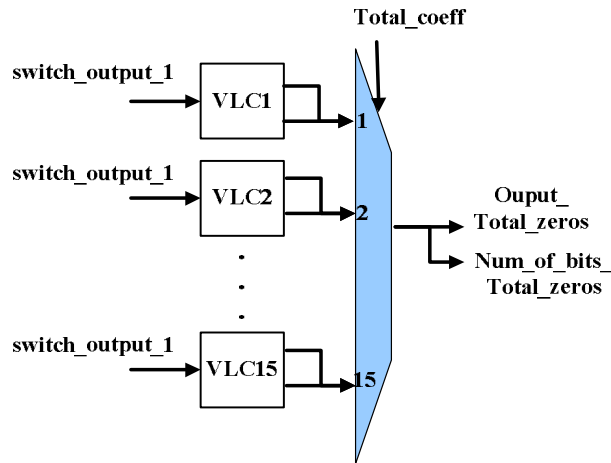 Total_coeff
switch_output_1
VLC1
1
switch_output_1
VLC2
2
switch_output_1
VLC15
15
Ouput_
Total_zeros
Num_of_bits_
Total_zeros